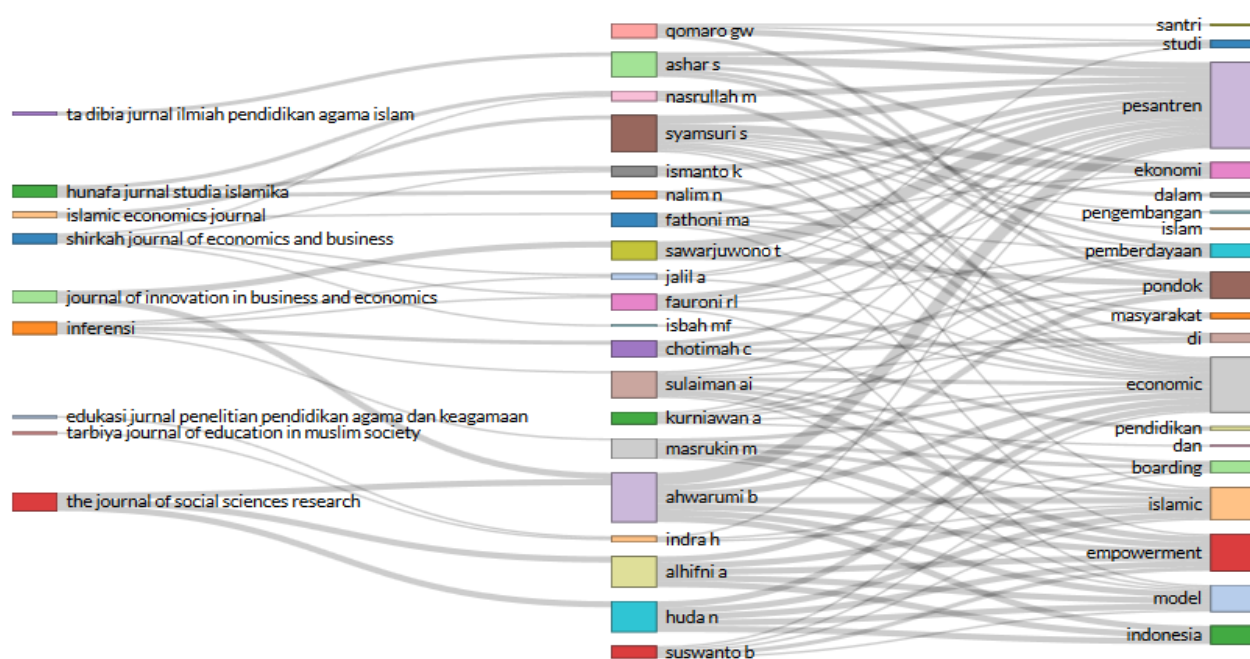 ta dibia jurnal ilmiah pendidikan agama islam
hunafa jurnal studia islamika
islamic economics journal
shirkah journal of economics and business
journal of innovation in business and economics
inferensi
edukasi jurnal penelitian pendidikan agama dan keagamaan
tarbiya journal of education in muslim society
the journal of social sciences research
qomaro gw
ashar s
nasrullah m
syamsuri s
ismanto k
nalim n
fathoni ma
sawarjuwono t
jalil a
fauroni rl
isbah mf
chotimah c
sulaiman ai
kurniawan a
masrukin m
ahwarumi b
indra h
alhifni a
huda n
suswanto b
santri
studi
pesantren
ekonomi
dalam
pengembangan
islam
pemberdayaan
pondok
masyarakat
di
economic
pendidikan
dan
boarding
islamic
empowerment
model
indonesia